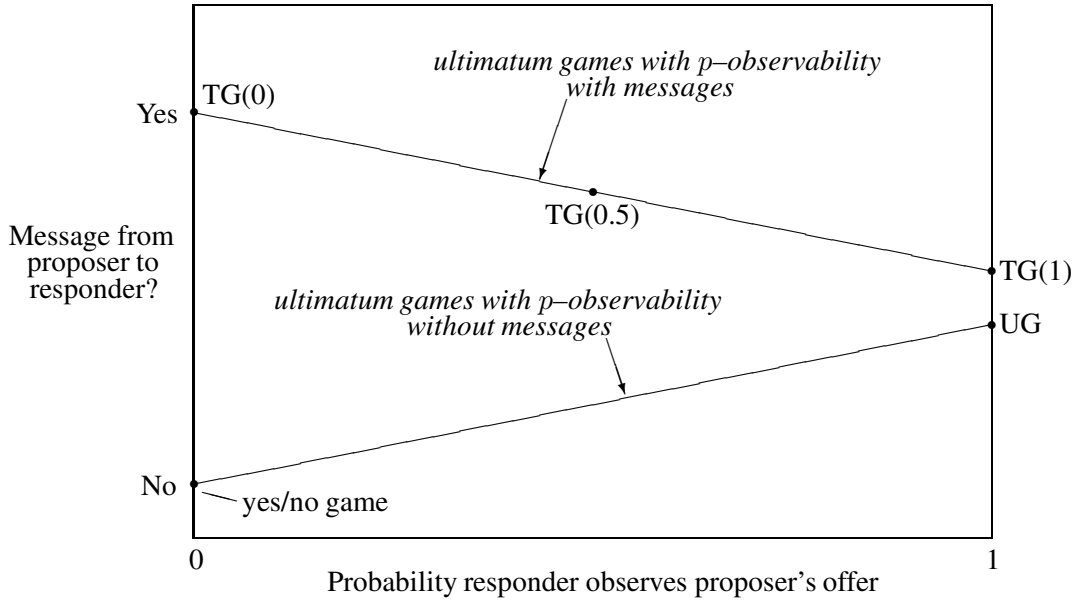 ultimatum games with p–observability
with messages
TG(0)
Yes
TG(0.5)
Message from
proposer to
responder?
TG(1)
ultimatum games with p–observability
without messages
UG
No
yes/no game
0
1
Probability responder observes proposer's offer